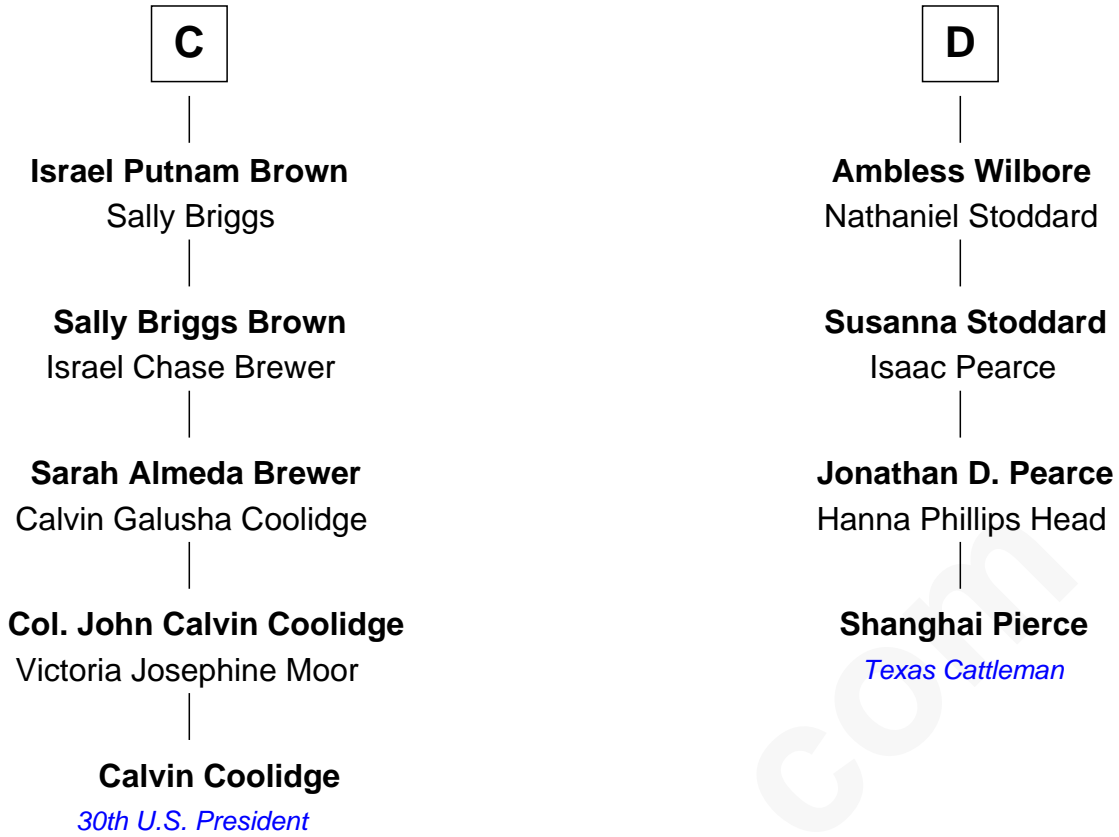 C
Israel Putnam Brown
Sally Briggs
Sally Briggs Brown
Israel Chase Brewer
Sarah Almeda Brewer
Calvin Galusha Coolidge
Col. John Calvin Coolidge
Victoria Josephine Moor
Calvin Coolidge
30th U.S. President
D
Ambless Wilbore
Nathaniel Stoddard
Susanna Stoddard
Isaac Pearce
Jonathan D. Pearce
Hanna Phillips Head
Shanghai Pierce
Texas Cattleman
com